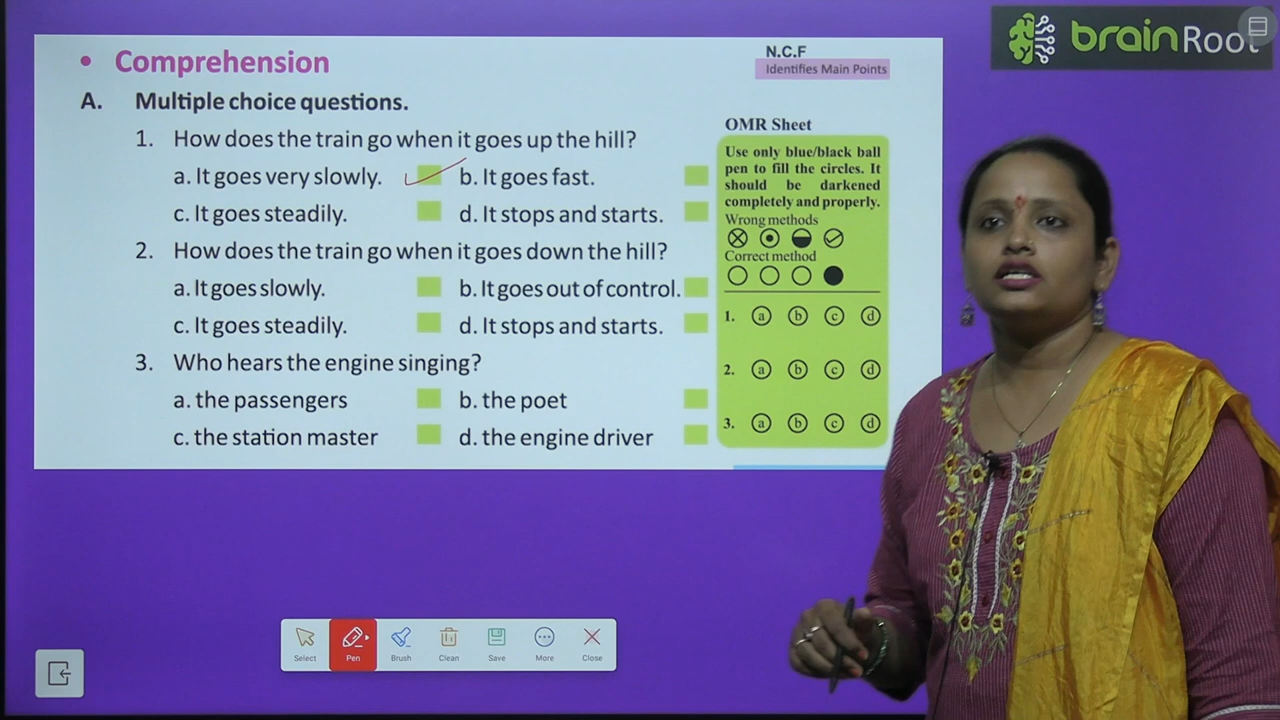 brainRoot
• Comprehension
N.C.F
Identifies Main Points
A. Multiple choice questions.
1. How does the train go when it goes up the hill?
a. It goes very slowly. b. It goes fast.
c. It goes steadily. d. It stops and starts.
2. How does the train go when it goes down the hill?
a. It goes slowly. b. It goes out of control.
c. It goes steadily. d. It stops and starts.
3. Who hears the engine singing?
a. the passengers b. the poet
c. the station master d. the engine driver
OMR Sheet
Use only blue/black ball
pen to fill the circles. It
should be darkened
completely and properly.
Wrong methods
Correct method
1. a b c d
2. a b c d
3. a b c d
Select Pen Brush Clean Save More Close